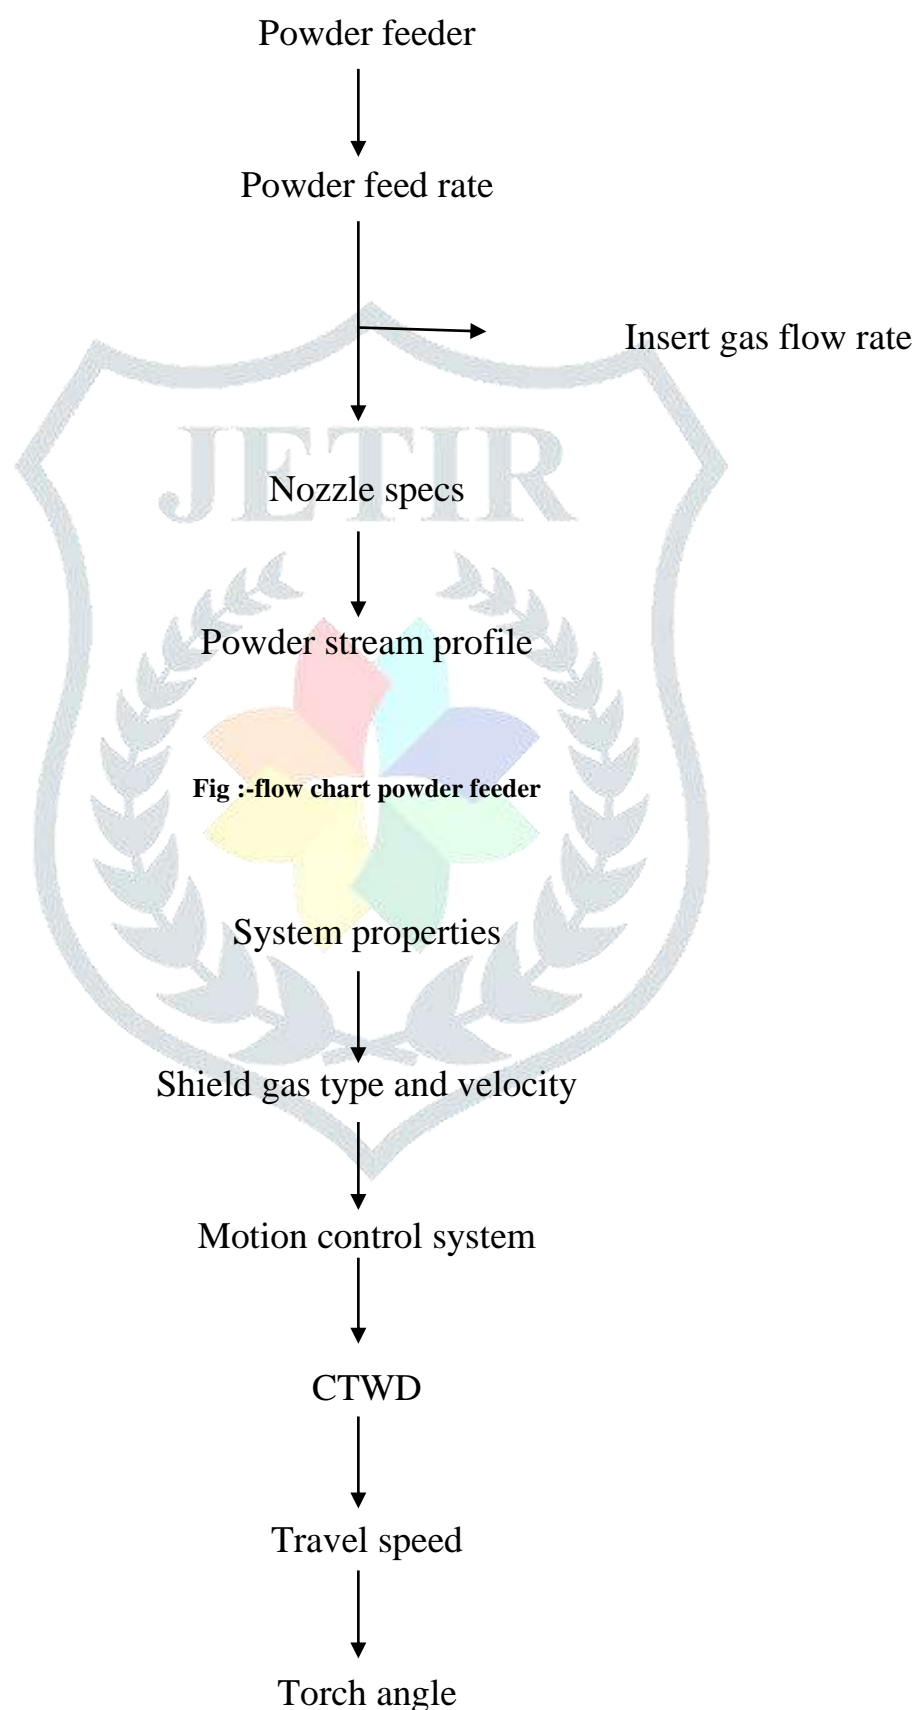 Powder feeder
Powder feed rate
Insert gas flow rate
JETIR
Nozzle specs
Powder stream profile
Fig :-flow chart powder feeder
System properties
Shield gas type and velocity
Motion control system
CTWD
Travel speed
Torch angle